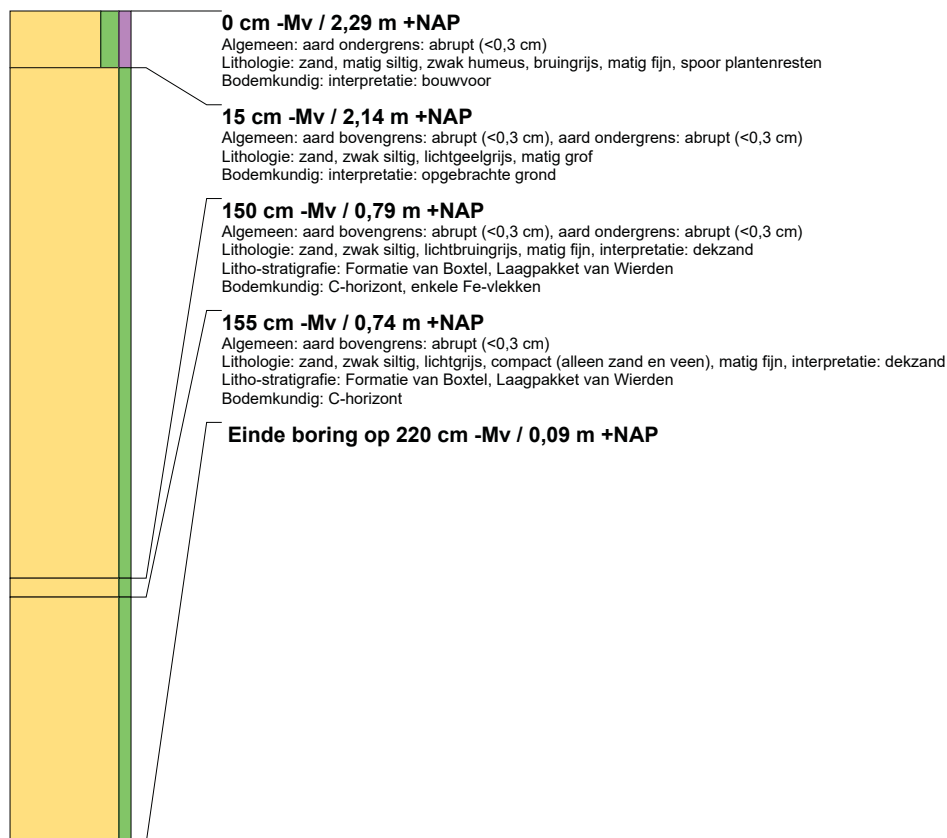 0 cm -Mv / 2,29 m +NAP
Algemeen: aard ondergrens: abrupt (<0,3 cm)
Lithologie: zand, matig siltig, zwak humeus, bruingrijs, matig fijn, spoor plantenresten
Bodemkundig: interpretatie: bouwvoor
15 cm -Mv / 2,14 m +NAP
Algemeen: aard bovengrens: abrupt (<0,3 cm), aard ondergrens: abrupt (<0,3 cm)
Lithologie: zand, zwak siltig, lichtgeelgrijs, matig grof
Bodemkundig: interpretatie: opgebrachte grond
150 cm -Mv / 0,79 m +NAP
Algemeen: aard bovengrens: abrupt (<0,3 cm), aard ondergrens: abrupt (<0,3 cm)
Lithologie: zand, zwak siltig, lichtbruingrijs, matig fijn, interpretatie: dekzand
Litho-stratigrafie: Formatie van Boxtel, Laagpakket van Wierden
Bodemkundig: C-horizont, enkele Fe-vlekken
155 cm -Mv / 0,74 m +NAP
Algemeen: aard bovengrens: abrupt (<0,3 cm)
Lithologie: zand, zwak siltig, lichtgrijs, compact (alleen zand en veen), matig fijn, interpretatie: dekzand
Litho-stratigrafie: Formatie van Boxtel, Laagpakket van Wierden
Bodemkundig: C-horizont
Einde boring op 220 cm -Mv / 0,09 m +NAP